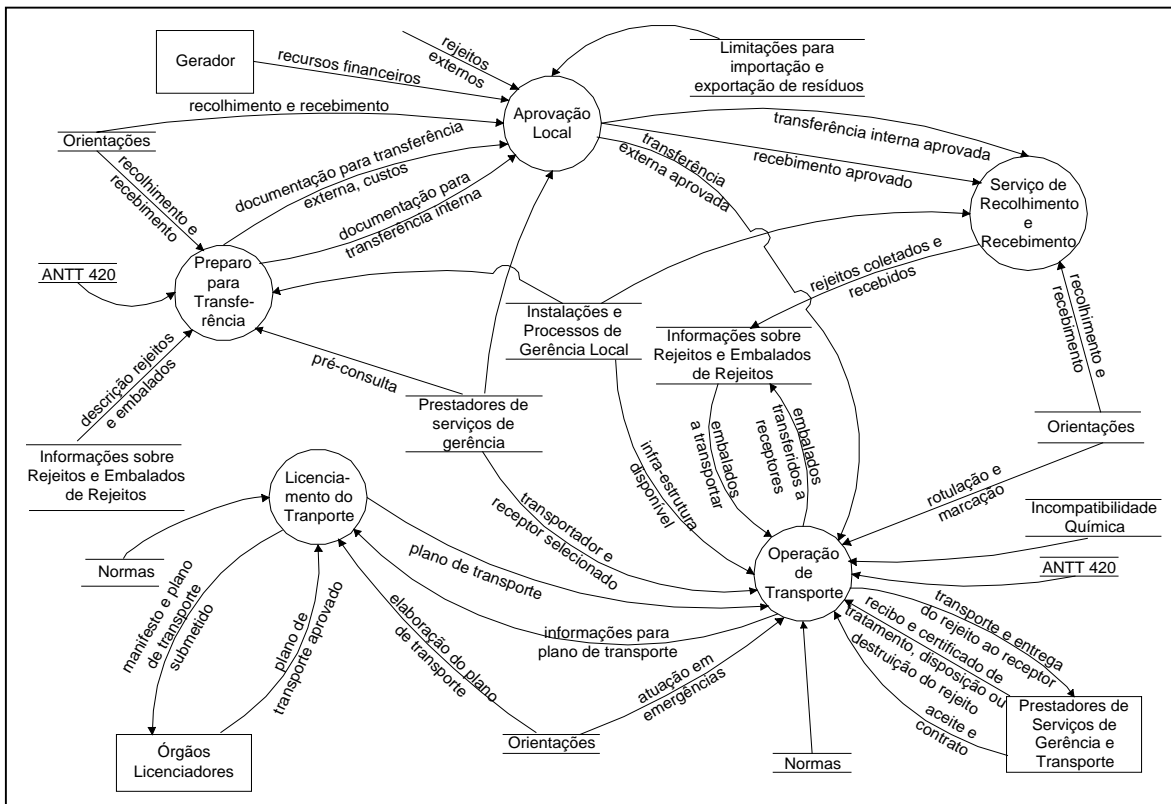 Gerador
recursos financeiros
rejeitos
externos
Limitações para
importação e
exportação de resíduos
Aprovação
Local
recolhimento e recebimento
Orientações
recolhimento e
recebimento
documentação para transferência
externa, custos
documentação para
transferência interna
transferência
externa aprovada
transferência interna aprovada
recebimento aprovado
Serviço de
Recolhimento
e
Recebimento
ANTT 420
Preparo
para
Transfe-
rência
Instalações e
Processos de
Gerência Local
rejeitos coletados e
recebidos
Informações sobre
Rejeitos e Embalados
de Rejeitos
recolhimento e
recebimento
descrição rejeitos
e embalados
pré-consulta
Prestadores de
serviços de
gerência
Informações sobre
Rejeitos e Embalados
de Rejeitos
infra-estrutura
disponível
embalados
a transportar
embalados
transferidos a
receptores
Orientações
rotulação e
marcação
Incompatibilidade
Química
ANTT 420
Licencia-
mento do
Tranporte
Normas
transportador e
receptor selecionado
plano de transporte
Operação
de
Transporte
manifesto e plano
de transporte
submetido
plano de
transporte aprovado
elaboração do plano
de transporte
informações para
plano de transporte
atuação em
emergências
Orientações
Órgãos
Licenciadores
Normas
transporte e entrega
do rejeito ao receptor
recibo e certificado de
tratamento, disposição ou
destruição do rejeito
aceite e
contrato
Prestadores de
Serviços de
Gerência e
Transporte